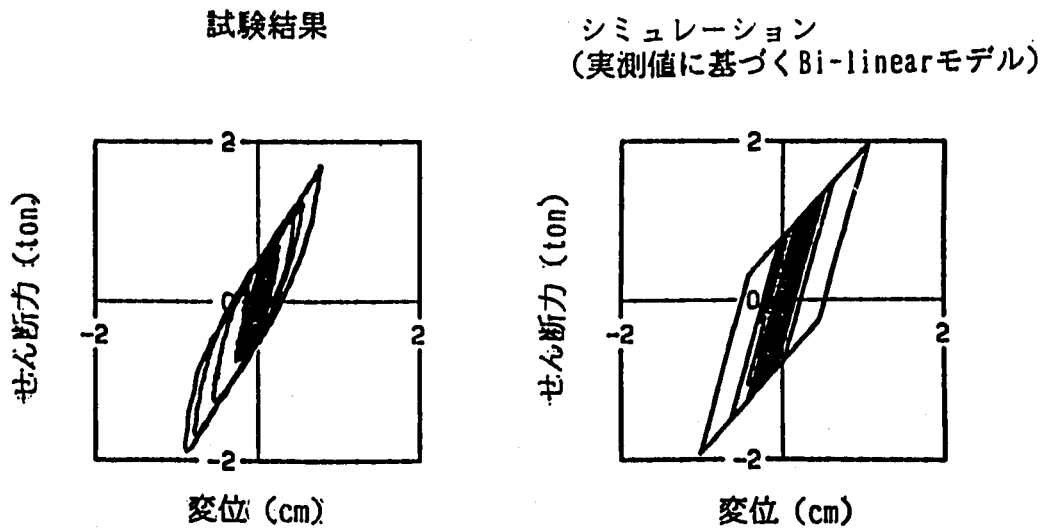 試験結果
シミュレーション
(実測値に基づくBi-linearモデル)
2
せん断力 (ton)
0
-2
2
-2
変位 (cm)
2
せん断力 (ton)
0
-2
2
-2
変位 (cm)